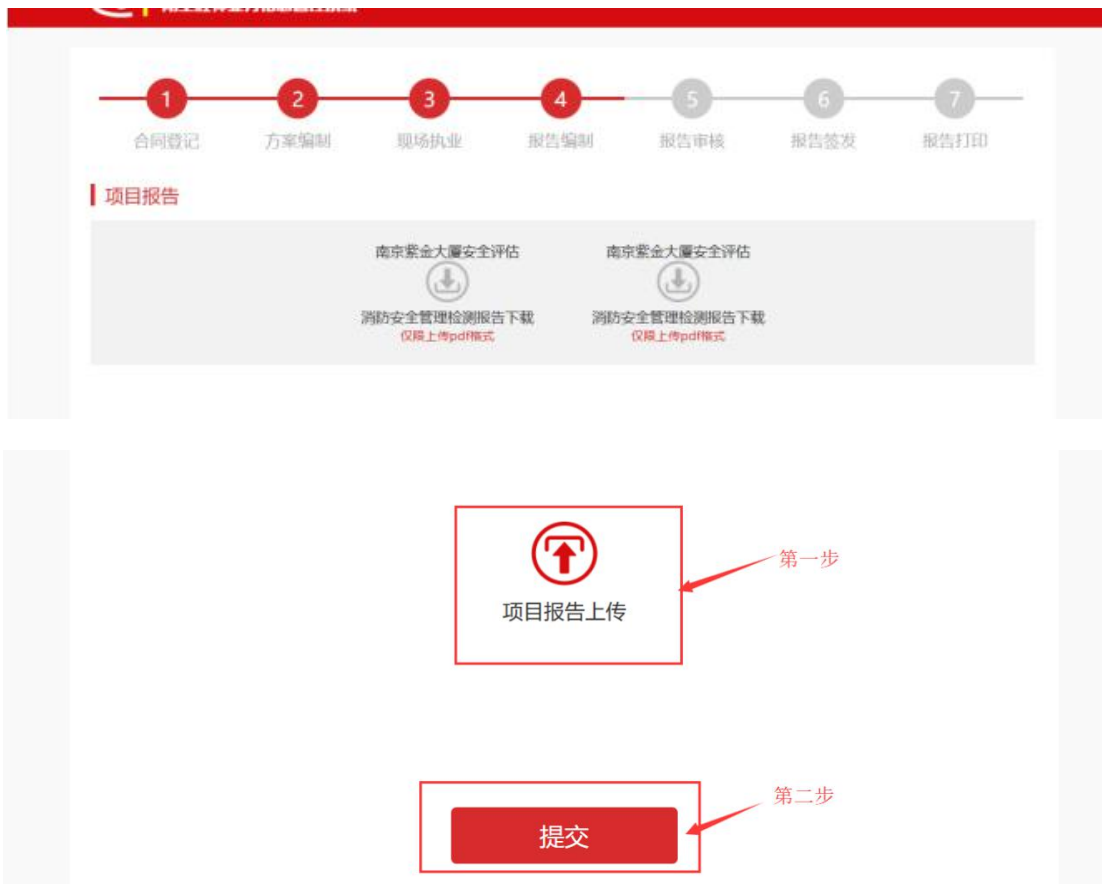 1 2 3 4 5 6 7
合同登记 方案编制 现场执业 报告编制 报告审核 报告签发 报告打印
项目报告
南京紫金大厦安全评估 南京紫金大厦安全评估
消防安全管理检测报告下载 消防安全管理检测报告下载
仅限上传pdf格式 仅限上传pdf格式
第一步
项目报告上传
第二步
提交